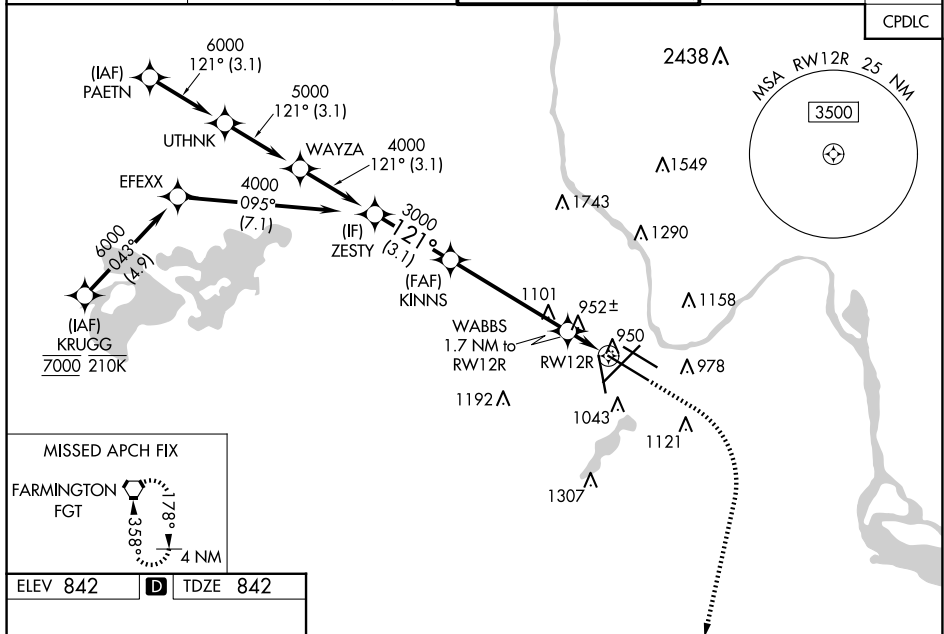 CPDLC
2438
MSA RW12R 25 NM
3500
(IAF)
PAETN
6000
121° (3.1)
UTHNK
5000
121° (3.1)
WAYZA
4000
121° (3.1)
EFEXX
4000
095°
(7.1)
(IF)
ZESTY
3000
121°
(3.1)
6000
043°
(4.9)
(IAF)
KRUGG
7000 210K
(FAF)
KINNS
1549
1743
1290
1158
1101
952±
WABBS
1.7 NM to
RW12R
RW12R
950
978
1192
1043
1121
1307
MISSED APCH FIX
FARMINGTON
FGT
178°
358°
4 NM
ELEV 842 D TDZE 842